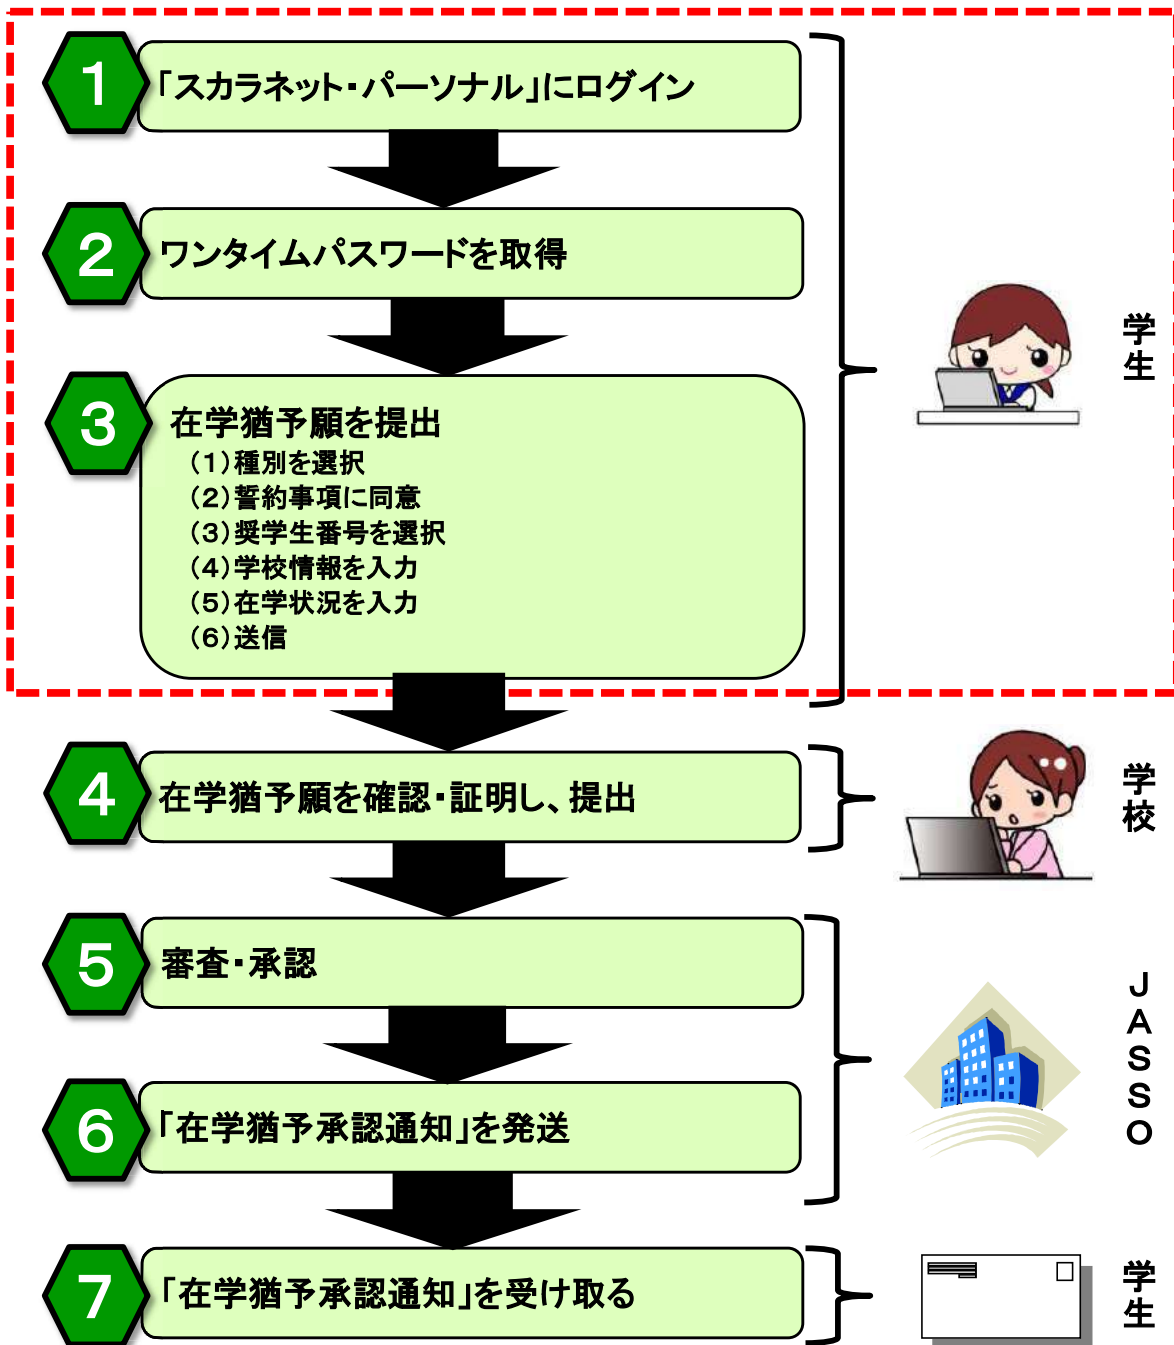 1
「スカラネット・パーソナル」にログイン
2
ワンタイムパスワードを取得
3
在学猶予願を提出
（1）種別を選択
（2）誓約事項に同意
（3）奨学生番号を選択
（4）学校情報を入力
（5）在学状況を入力
（6）送信
学生
4
在学猶予願を確認・証明し、提出
学校
5
審査・承認
6
「在学猶予承認通知」を発送
JASSO
7
「在学猶予承認通知」を受け取る
学生